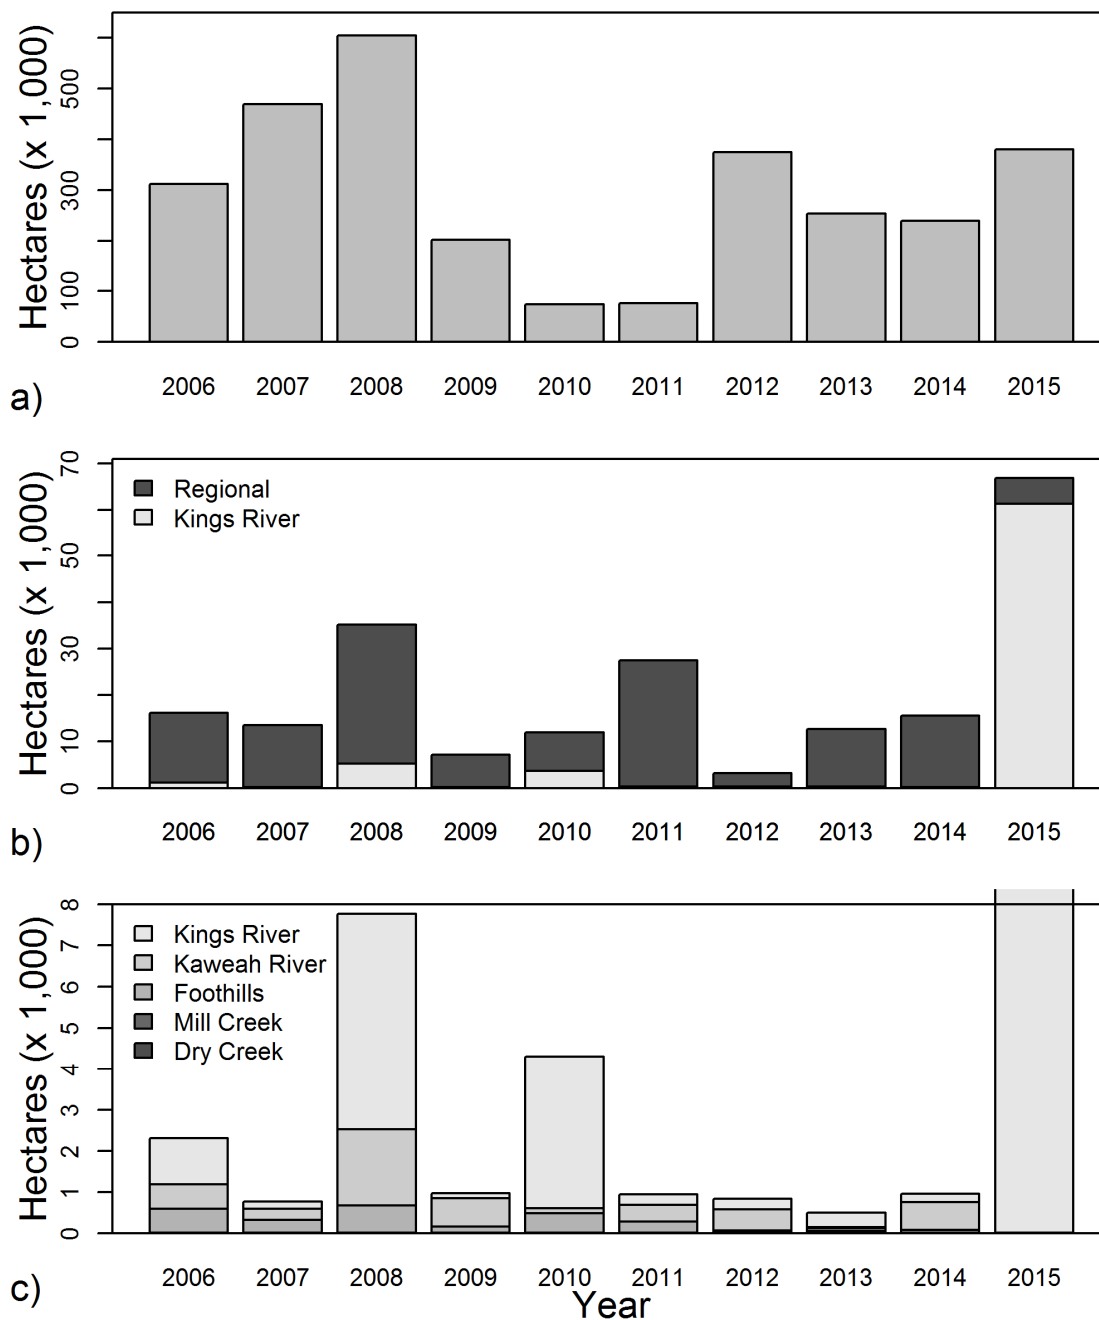 Hectares (x 1,000)
500
300
100
0
2006 2007 2008 2009 2010 2011 2012 2013 2014 2015
a)
Hectares (x 1,000)
70
50
30
10
0
Regional
Kings River
2006 2007 2008 2009 2010 2011 2012 2013 2014 2015
b)
Hectares (x 1,000)
8
7
6
5
4
3
2
1
0
Kings River
Kaweah River
Foothills
Mill Creek
Dry Creek
2006 2007 2008 2009 2010 2011 2012 2013 2014 2015
c)
Year